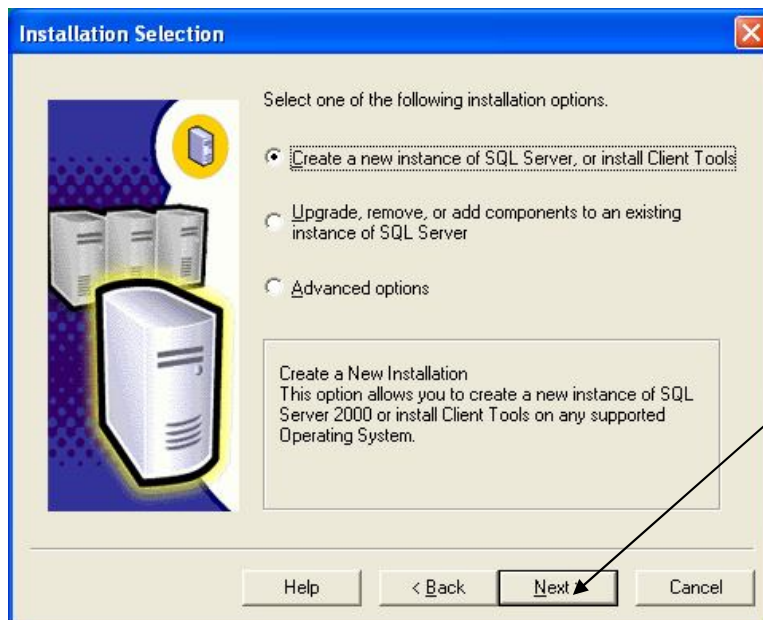 Installation Selection
Select one of the following installation options.
Create a new instance of SQL Server, or install Client Tools
Upgrade, remove, or add components to an existing
instance of SQL Server
Advanced options
Create a New Installation
This option allows you to create a new instance of SQL
Server 2000 or install Client Tools on any supported
Operating System.
Help
< Back
Next
Cancel